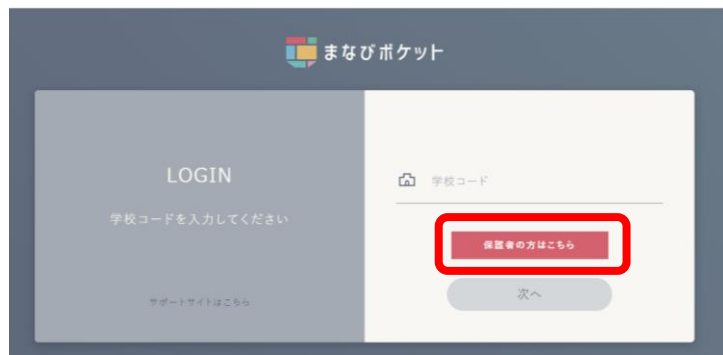 まなびポケット
LOGIN
学校コードを入力してください
サポートサイトはこちら
学校コード
保護者の方はこちら
次へ